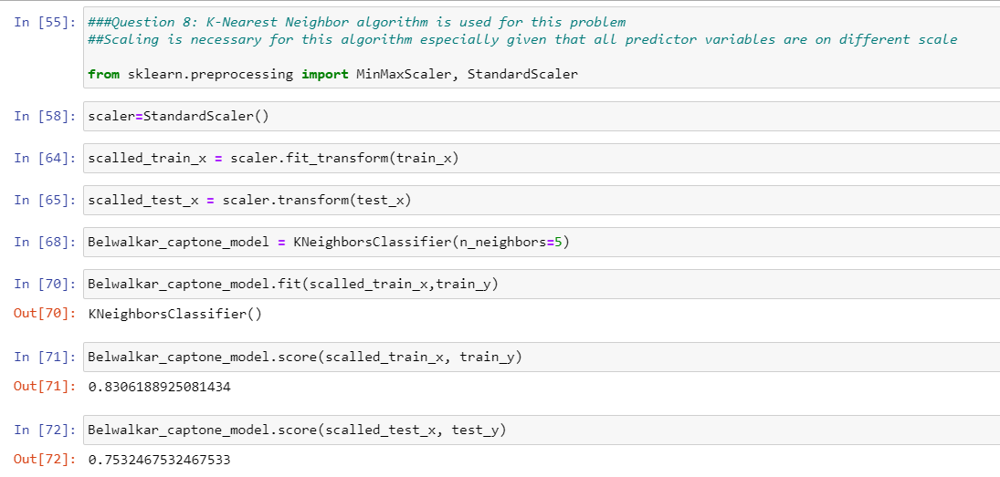 In [55]: ###Question 8: K-Nearest Neighbor algorithm is used for this problem
##Scaling is necessary for this algorithm especially given that all predictor variables are on different scale
from sklearn.preprocessing import MinMaxScaler, StandardScaler
In [58]: scaler=StandardScaler()
In [64]: scalled_train_x = scaler.fit_transform(train_x)
In [65]: scalled_test_x = scaler.transform(test_x)
In [68]: Belwalkar_captone_model = KNeighborsClassifier(n_neighbors=5)
In [70]: Belwalkar_captone_model.fit(scalled_train_x,train_y)
Out[70]: KNeighborsClassifier()
In [71]: Belwalkar_captone_model.score(scalled_train_x, train_y)
Out[71]: 0.8306188925081434
In [72]: Belwalkar_captone_model.score(scalled_test_x, test_y)
Out[72]: 0.7532467532467533